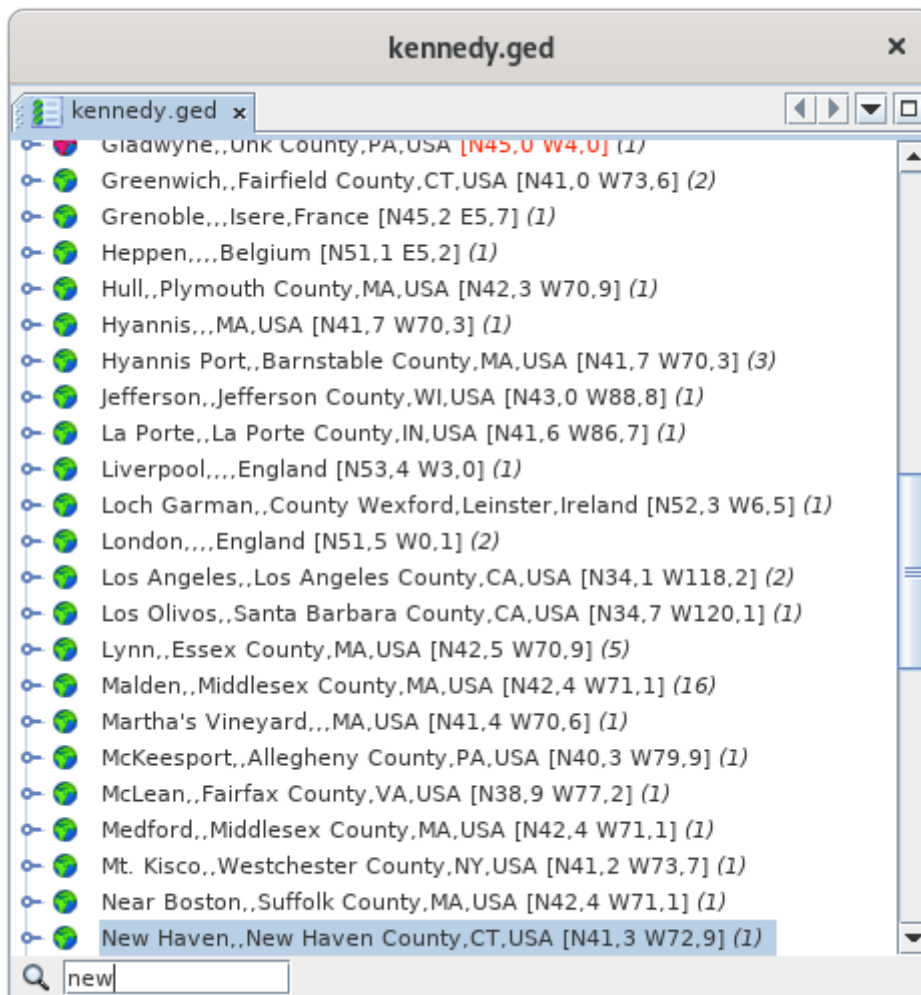 kennedy.ged
kennedy.ged
Gladwyne,,Unk County,PA,USA [N45,0 W4,0] (1)
Greenwich,,Fairfield County,CT,USA [N41,0 W73,6] (2)
Grenoble,,,Isere,France [N45,2 E5,7] (1)
Heppen,,,,Belgium [N51,1 E5,2] (1)
Hull,,Plymouth County,MA,USA [N42,3 W70,9] (1)
Hyannis,,,MA,USA [N41,7 W70,3] (1)
Hyannis Port,,Barnstable County,MA,USA [N41,7 W70,3] (3)
Jefferson,,Jefferson County,WI,USA [N43,0 W88,8] (1)
La Porte,,La Porte County,IN,USA [N41,6 W86,7] (1)
Liverpool,,,,England [N53,4 W3,0] (1)
Loch Garman,,County Wexford,Leinster,Ireland [N52,3 W6,5] (1)
London,,,,England [N51,5 W0,1] (2)
Los Angeles,,Los Angeles County,CA,USA [N34,1 W118,2] (2)
Los Olivos,,Santa Barbara County,CA,USA [N34,7 W120,1] (1)
Lynn,,Essex County,MA,USA [N42,5 W70,9] (5)
Malden,,Middlesex County,MA,USA [N42,4 W71,1] (16)
Martha's Vineyard,,,MA,USA [N41,4 W70,6] (1)
McKeesport,,Allegheny County,PA,USA [N40,3 W79,9] (1)
McLean,,Fairfax County,VA,USA [N38,9 W77,2] (1)
Medford,,Middlesex County,MA,USA [N42,4 W71,1] (1)
Mt. Kisco,,Westchester County,NY,USA [N41,2 W73,7] (1)
Near Boston,,Suffolk County,MA,USA [N42,4 W71,1] (1)
New Haven,,New Haven County,CT,USA [N41,3 W72,9] (1)
new